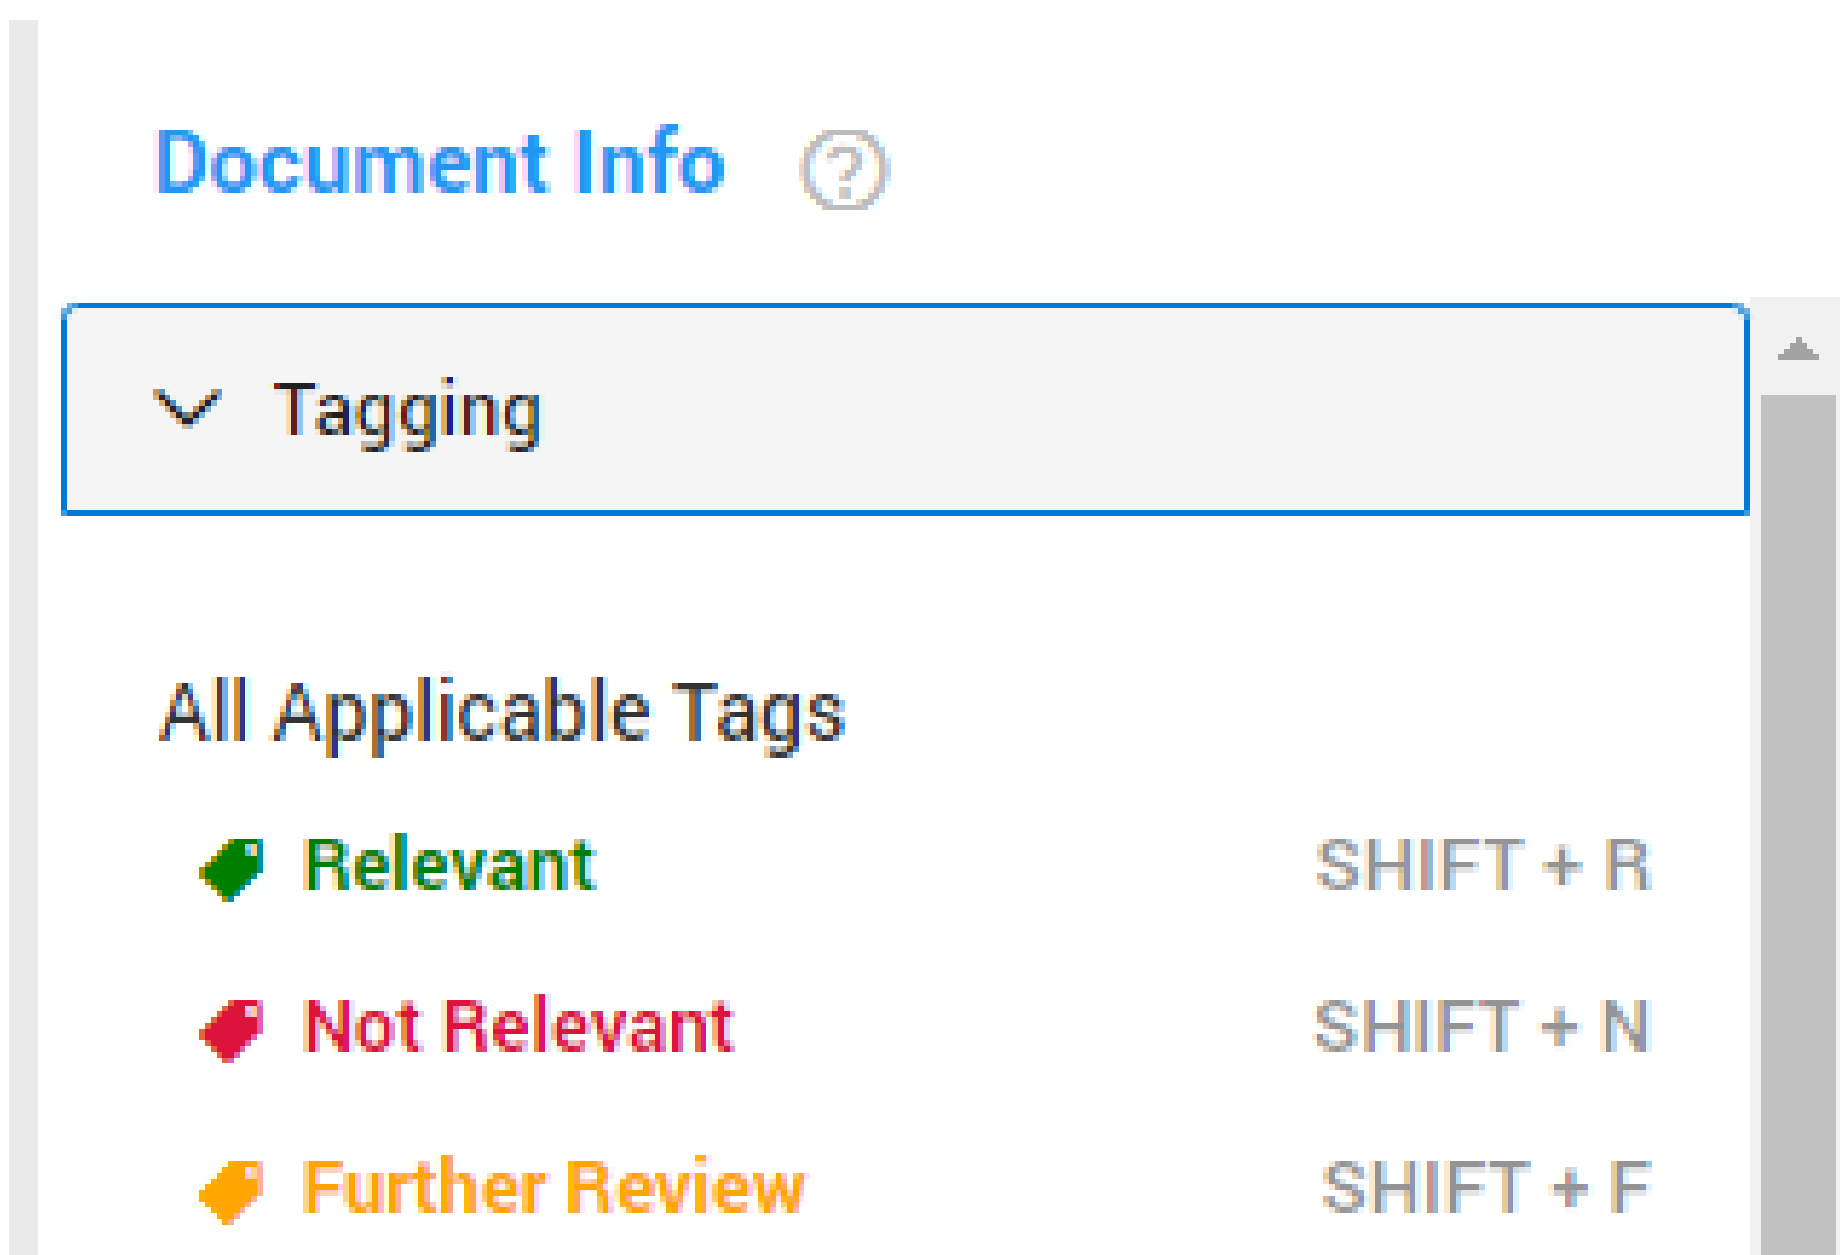 Document Info ?
Tagging
All Applicable Tags
Relevant SHIFT + R
Not Relevant SHIFT + N
Further Review SHIFT + F